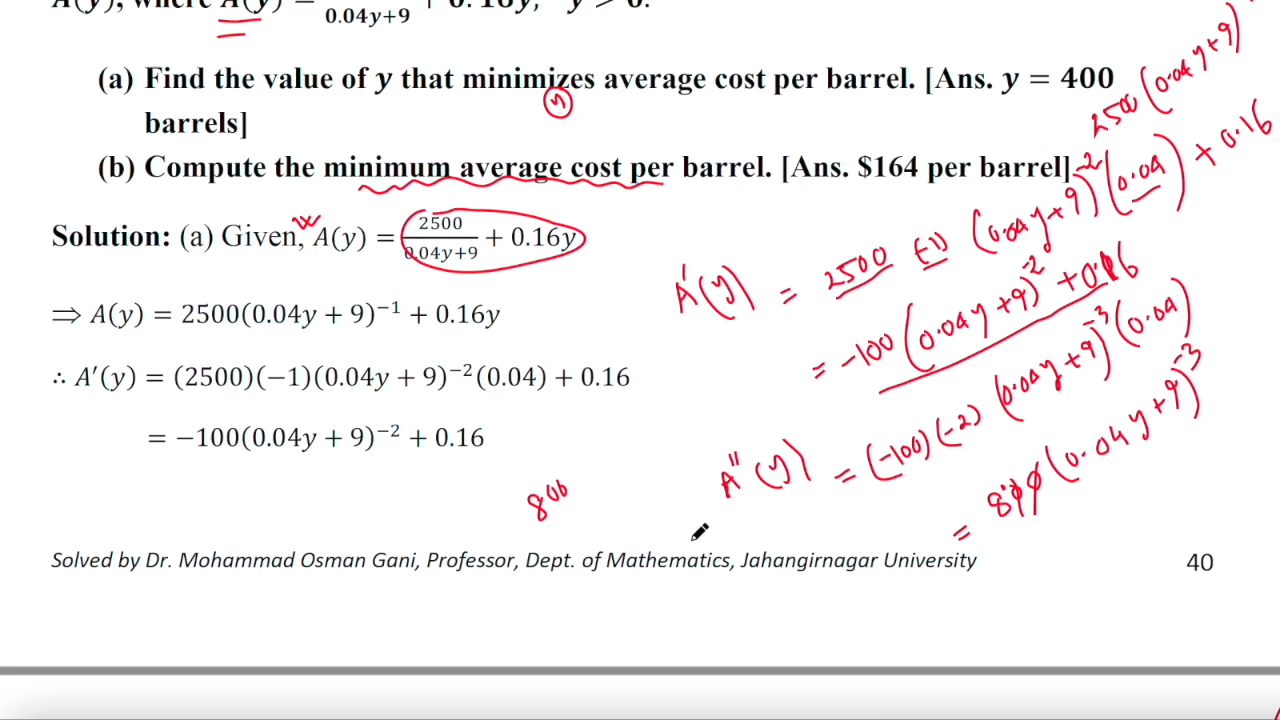 A(y), where A(y) = ⁄0.04y+9 + 0.16y, y > 0.
(a) Find the value of y that minimizes average cost per barrel. [Ans. y = 400
barrels]
(b) Compute the minimum average cost per barrel. [Ans. $164 per barrel]
Solution: (a) Given, A(y) = 2500/0.04y+9 + 0.16y
⟹ A(y) = 2500(0.04y + 9)⁻¹ + 0.16y
∴ A′(y) = (2500)(−1)(0.04y + 9)⁻²(0.04) + 0.16
= −100(0.04y + 9)⁻² + 0.16
2500 (0.04y+9)
A′(y) = 2500 (-1) (0.04y+9)⁻² (0.04) + 0.16
= -100 (0.04y+9)⁻² + 0.16
A″(y) = (-100)(-2) (0.04y+9)⁻³ (0.04)
= 8 (0.04y+9)⁻³
800
Solved by Dr. Mohammad Osman Gani, Professor, Dept. of Mathematics, Jahangirnagar University
40